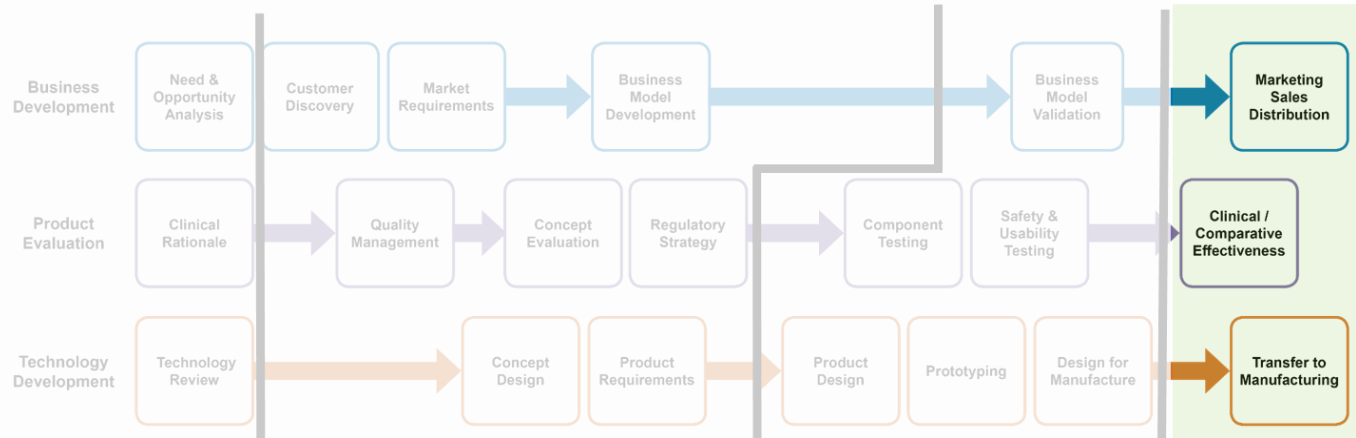 Business
Development
Need &
Opportunity
Analysis
Customer
Discovery
Market
Requirements
Business
Model
Development
Business
Model
Validation
Marketing
Sales
Distribution
Product
Evaluation
Clinical
Rationale
Quality
Management
Concept
Evaluation
Regulatory
Strategy
Component
Testing
Safety &
Usability
Testing
Clinical /
Comparative
Effectiveness
Technology
Development
Technology
Review
Concept
Design
Product
Requirements
Product
Design
Prototyping
Design for
Manufacture
Transfer to
Manufacturing